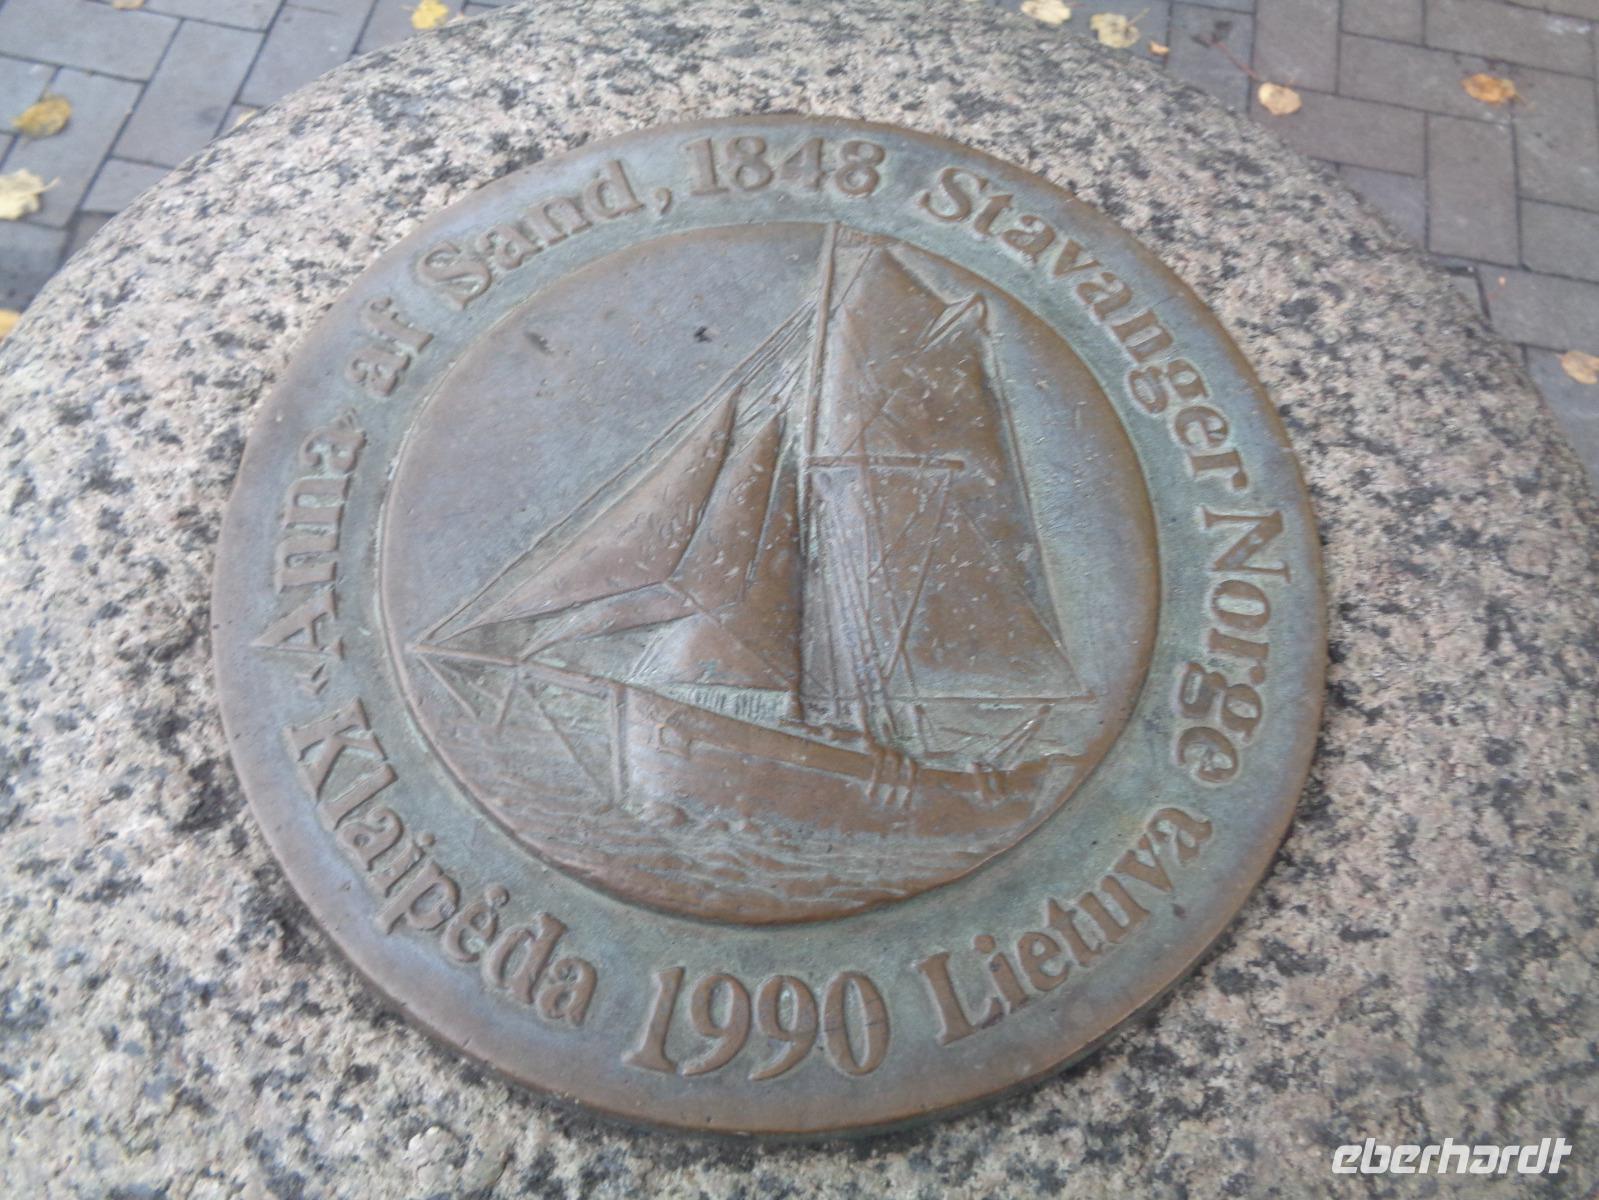 «Anna» af Sand, 1848 Stavanger Norge
Klaipėda 1990 Lietuva
eberhardt